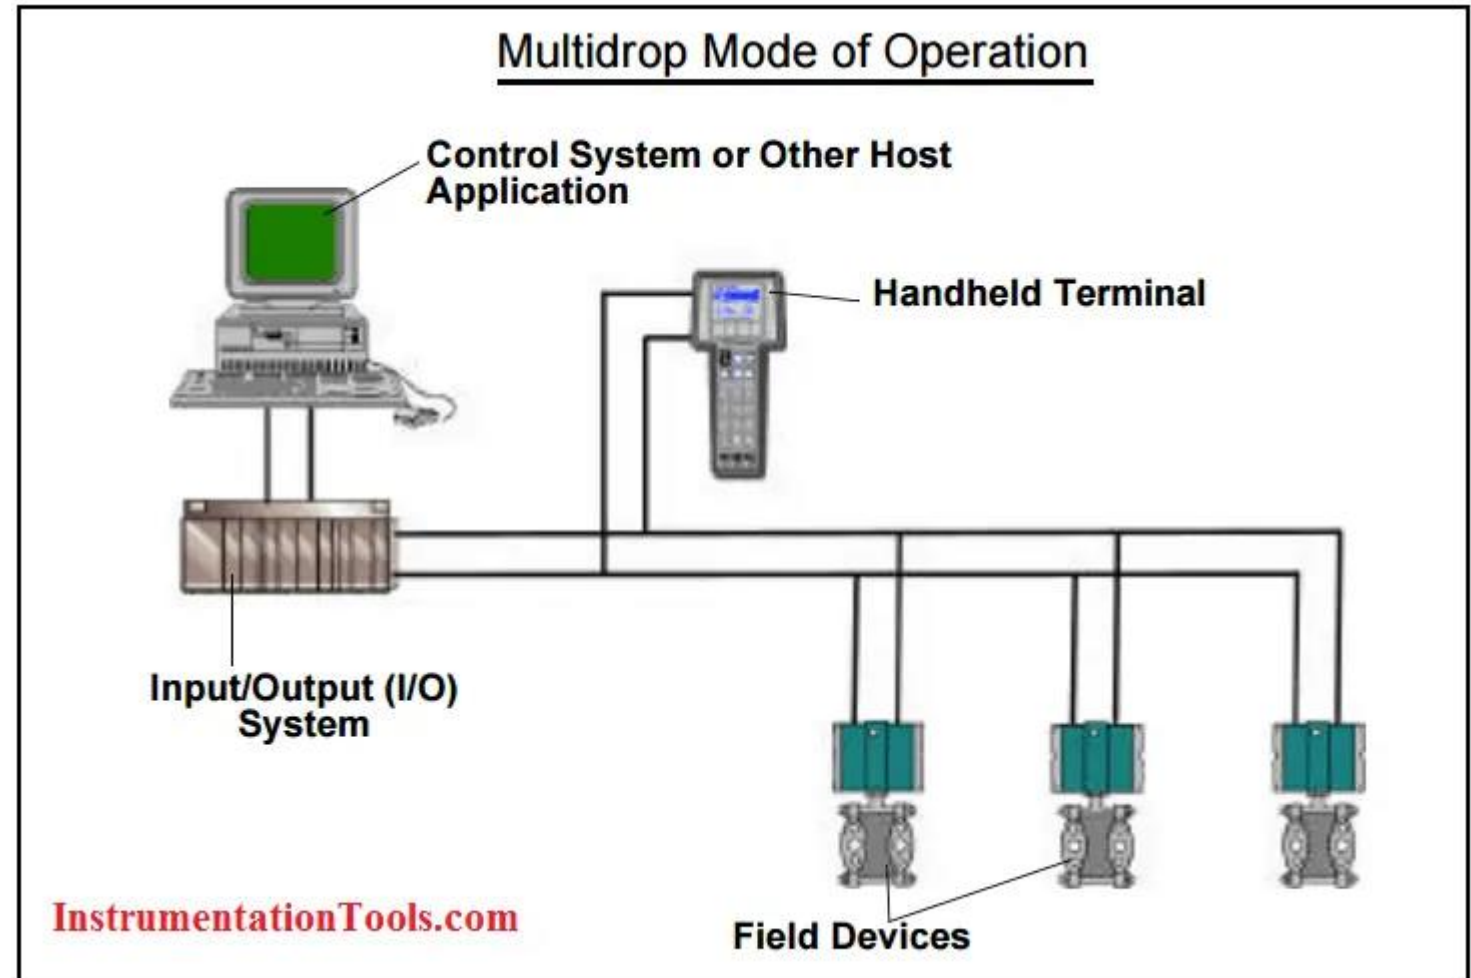 Multidrop Mode of Operation
Control System or Other Host
Application
Handheld Terminal
Input/Output (I/O)
System
Field Devices
InstrumentationTools.com